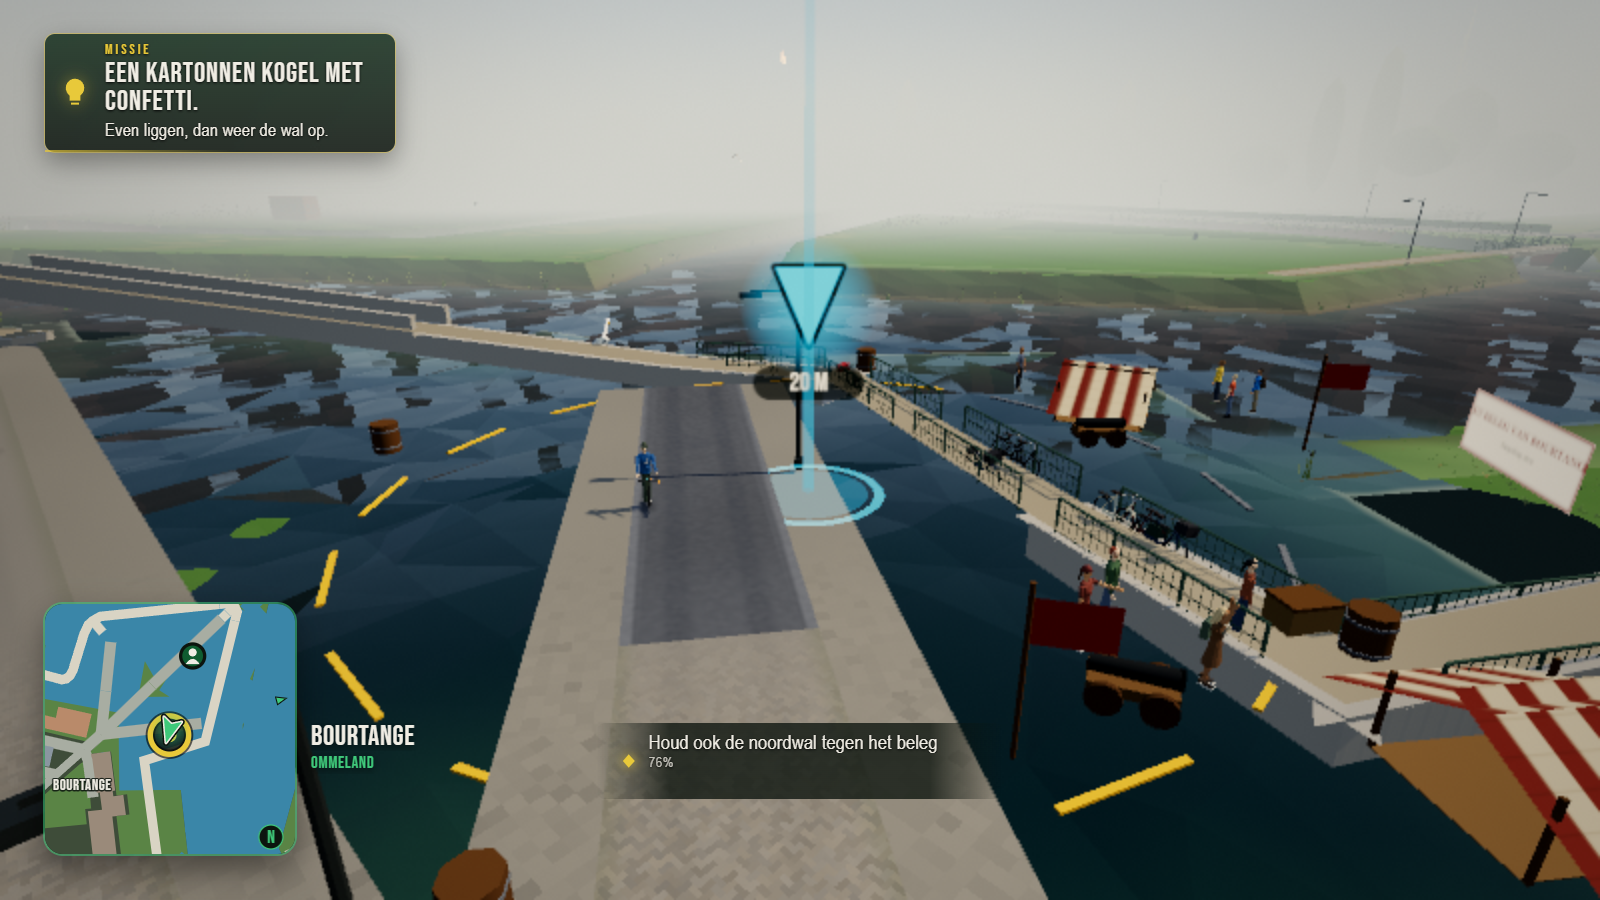 MISSIE
EEN KARTONNEN KOGEL MET
CONFETTI.
Even liggen, dan weer de wal op.
20 M
BOURTANGE
OMMELAND
BOURTANGE
N
Houd ook de noordwal tegen het beleg
76%